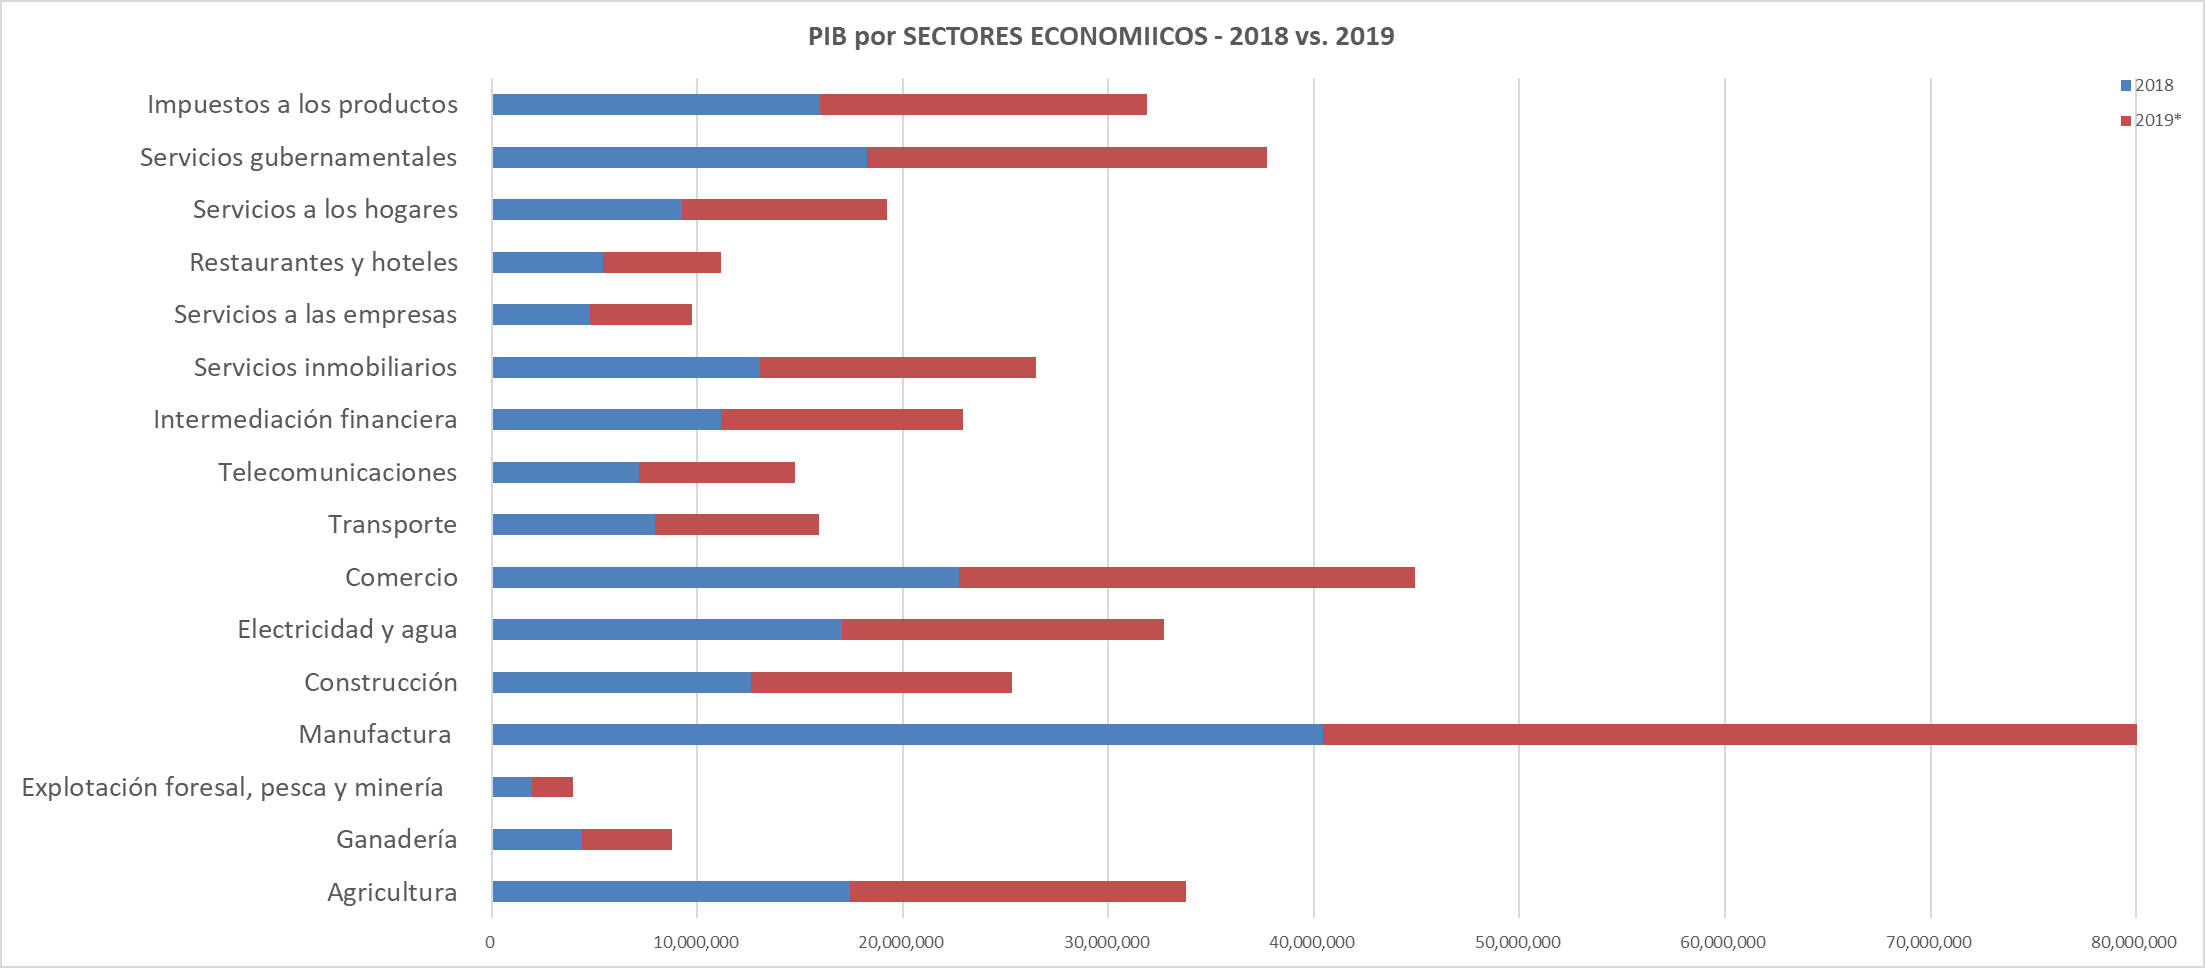 PIB por SECTORES ECONOMIICOS - 2018 vs. 2019
2018
2019*
Impuestos a los productos
Servicios gubernamentales
Servicios a los hogares
Restaurantes y hoteles
Servicios a las empresas
Servicios inmobiliarios
Intermediación financiera
Telecomunicaciones
Transporte
Comercio
Electricidad y agua
Construcción
Manufactura
Explotación foresal, pesca y minería
Ganadería
Agricultura
0 10,000,000 20,000,000 30,000,000 40,000,000 50,000,000 60,000,000 70,000,000 80,000,000